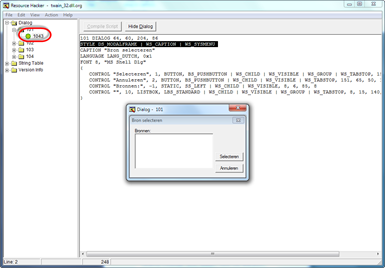 Resource Hacker - twain_32.dll.org
File Edit View Action Help
Compile Script
Hide Dialog
Dialog
101
1043
102
103
104
String Table
Version Info
101 DIALOG 64, 60, 204, 86
STYLE DS_MODALFRAME | WS_CAPTION | WS_SYSMENU
CAPTION "Bron selecteren"
LANGUAGE LANG_DUTCH, 0x1
FONT 8, "MS Shell Dlg"
{
CONTROL "Selecteren", 1, BUTTON, BS_PUSHBUTTON | WS_CHILD | WS_VISIBLE | WS_GROUP | WS_TABSTOP, 15
CONTROL "Annuleren", 2, BUTTON, BS_PUSHBUTTON | WS_CHILD | WS_VISIBLE | WS_TABSTOP, 151, 65, 50,
CONTROL "Bronnen:", -1, STATIC, SS_LEFT | WS_CHILD | WS_VISIBLE, 8, 6, 85, 8
CONTROL "", 10, LISTBOX, LBS_STANDARD | WS_CHILD | WS_VISIBLE | WS_GROUP | WS_TABSTOP, 8, 15, 140,
}
Dialog - 101
Bron selecteren
Bronnen:
Selecteren
Annuleren
Line: 2
248